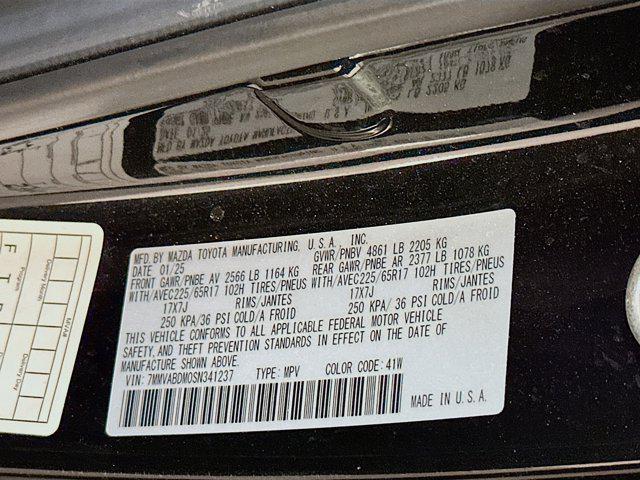 MFD. BY MAZDA TOYOTA MANUFACTURING, U.S.A., INC.
DATE 01/25 GVWR/PNBV 4861 LB 2205 KG
FRONT GAWR/PNBE AV 2566 LB 1164 KG REAR GAWR/PNBE AR 2377 LB 1078 KG
WITH/AVEC225/65R17 102H TIRES/PNEUS WITH/AVEC225/65R17 102H TIRES/PNEUS
17X7J RIMS/JANTES 17X7J RIMS/JANTES
250 KPA/ 36 PSI COLD/A FROID 250 KPA/ 36 PSI COLD/A FROID
THIS VEHICLE CONFORMS TO ALL APPLICABLE FEDERAL MOTOR VEHICLE
SAFETY, AND THEFT PREVENTION STANDARDS IN EFFECT ON THE DATE OF
MANUFACTURE SHOWN ABOVE.
VIN: 7MMVABDM0SN341237 TYPE: MPV COLOR CODE: 41W
MADE IN U.S.A.